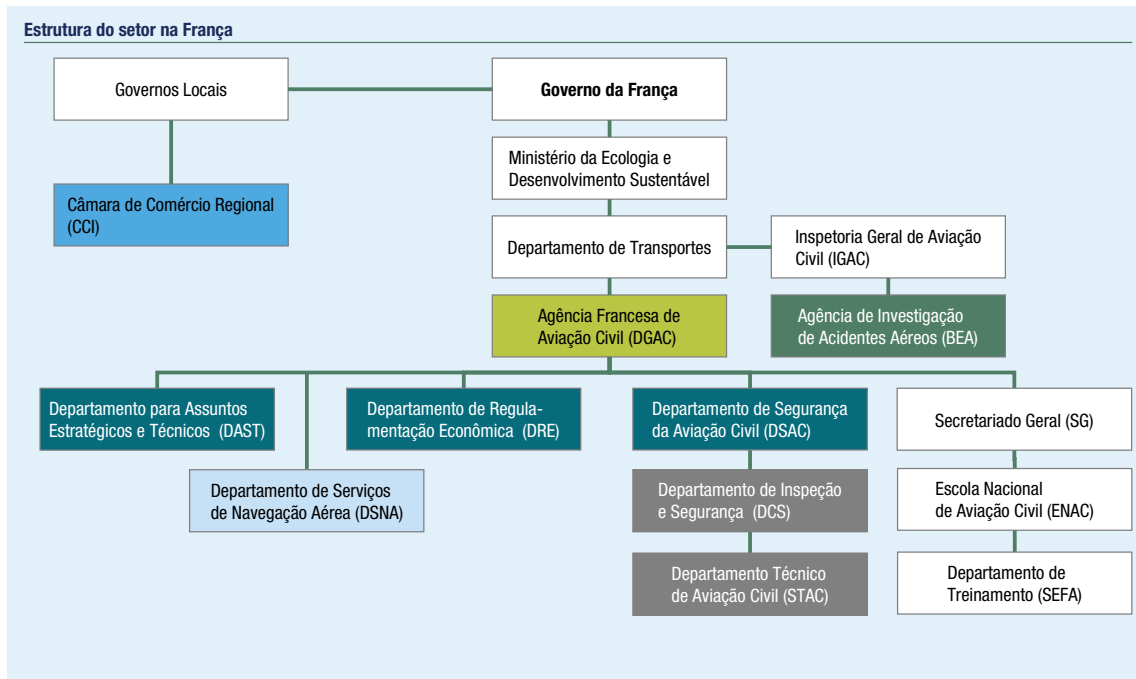 Estrutura do setor na França
Governos Locais
Governo da França
Ministério da Ecologia e
Desenvolvimento Sustentável
Câmara de Comércio Regional
(CCI)
Departamento de Transportes
Inspetoria Geral de Aviação
Civil (IGAC)
Agência Francesa de
Aviação Civil (DGAC)
Agência de Investigação
de Acidentes Aéreos (BEA)
Departamento para Assuntos
Estratégicos e Técnicos (DAST)
Departamento de Regula-
mentação Econômica (DRE)
Departamento de Segurança
da Aviação Civil (DSAC)
Secretariado Geral (SG)
Departamento de Serviços
de Navegação Aérea (DSNA)
Departamento de Inspeção
e Segurança (DCS)
Escola Nacional
de Aviação Civil (ENAC)
Departamento Técnico
de Aviação Civil (STAC)
Departamento de
Treinamento (SEFA)